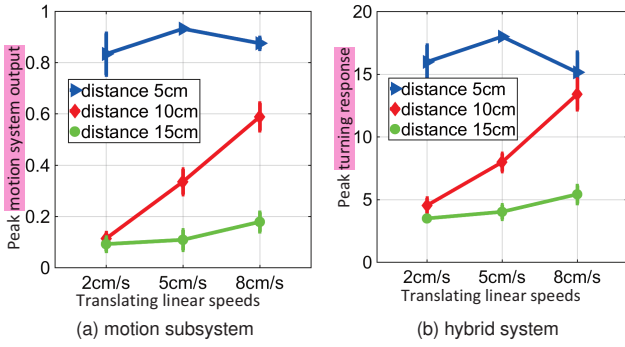 Peak motion system output
1
0.8
0.6
0.4
0.2
0
distance 5cm
distance 10cm
distance 15cm
2cm/s 5cm/s 8cm/s
Translating linear speeds
(a) motion subsystem
Peak turning response
20
15
10
5
0
distance 5cm
distance 10cm
distance 15cm
2cm/s 5cm/s 8cm/s
Translating linear speeds
(b) hybrid system